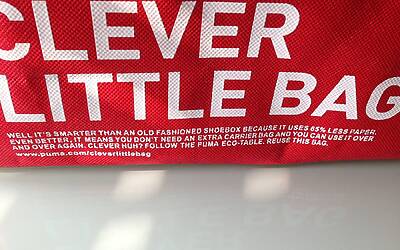 CLEVER
LITTLE BAG
WELL IT'S SMARTER THAN AN OLD FASHIONED SHOEBOX BECAUSE IT USES 65% LESS PAPER,
EVEN BETTER, IT MEANS YOU DON'T NEED AN EXTRA CARRIER BAG AND YOU CAN USE IT OVER
AND OVER AGAIN. CLEVER HUH? FOLLOW THE PUMA ECO-TABLE. REUSE THIS BAG.
www.puma.com/cleverlittlebag